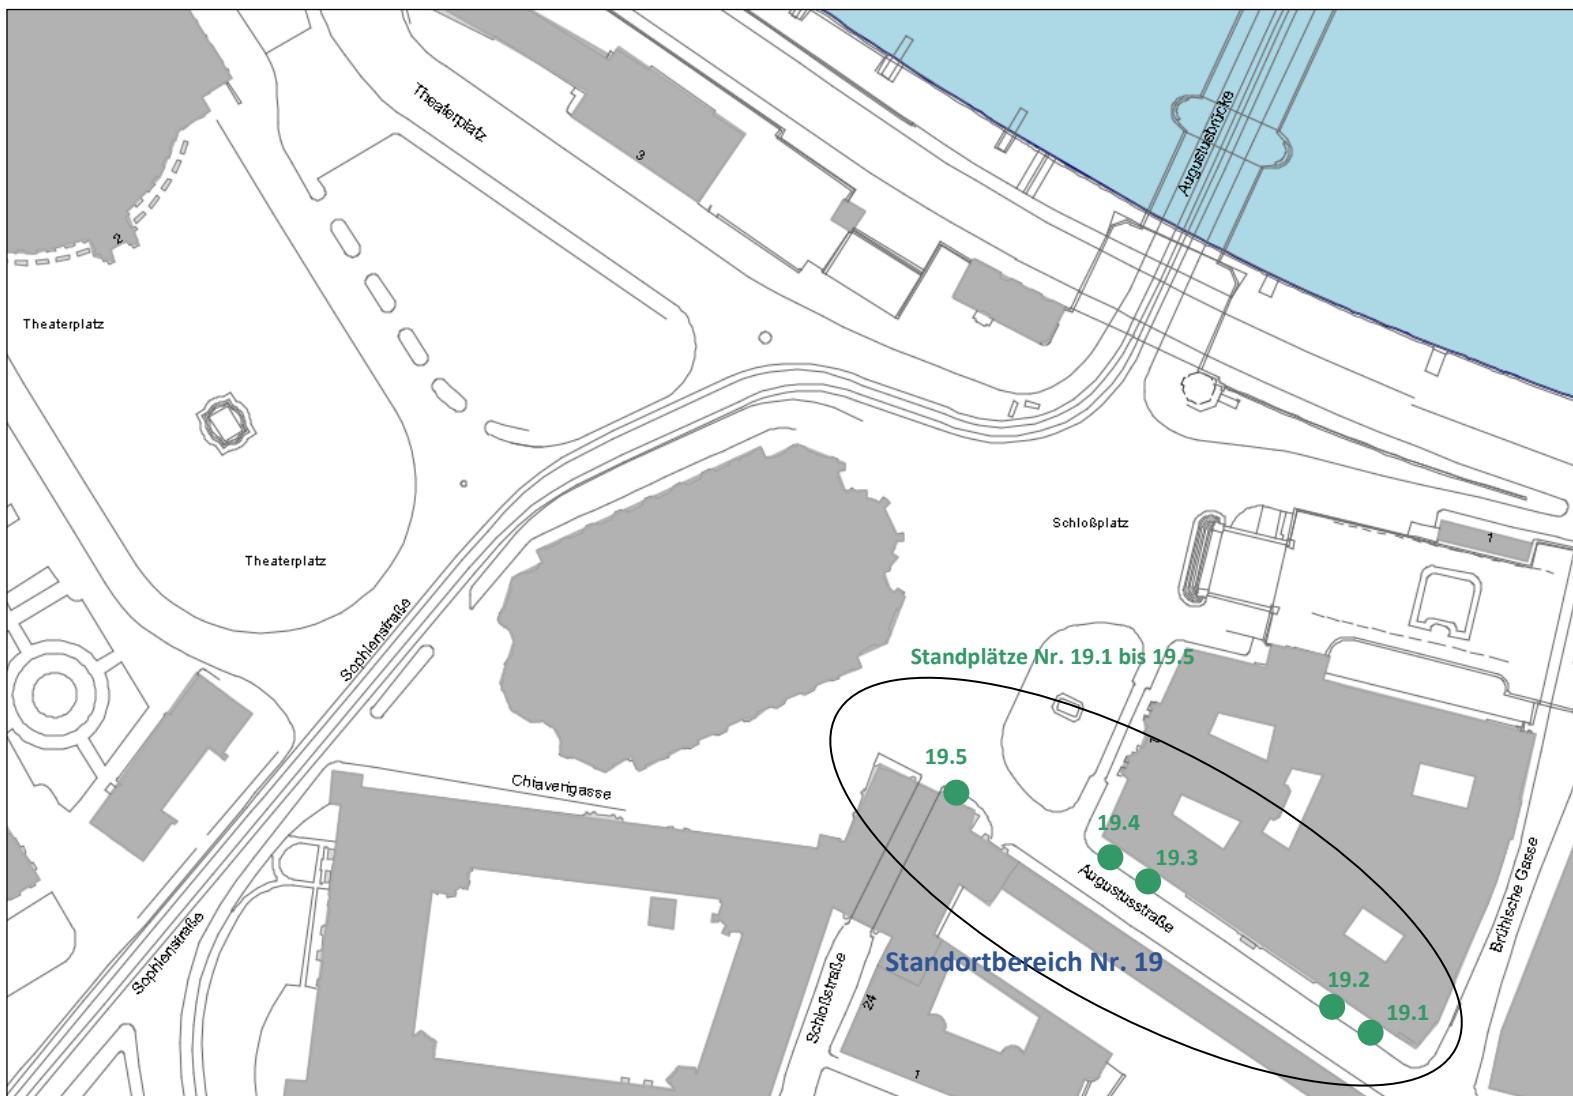 Theaterplatz
Augustusbrücke
3
2
Theaterplatz
Schloßplatz
1
Theaterplatz
Sophienstraße
Standplätze Nr. 19.1 bis 19.5
19.5
Chiaverigasse
19.4
19.3
Augustusstraße
Brühlsche Gasse
Sophienstraße
Schloßstraße
Standortbereich Nr. 19
24
19.2
19.1
1